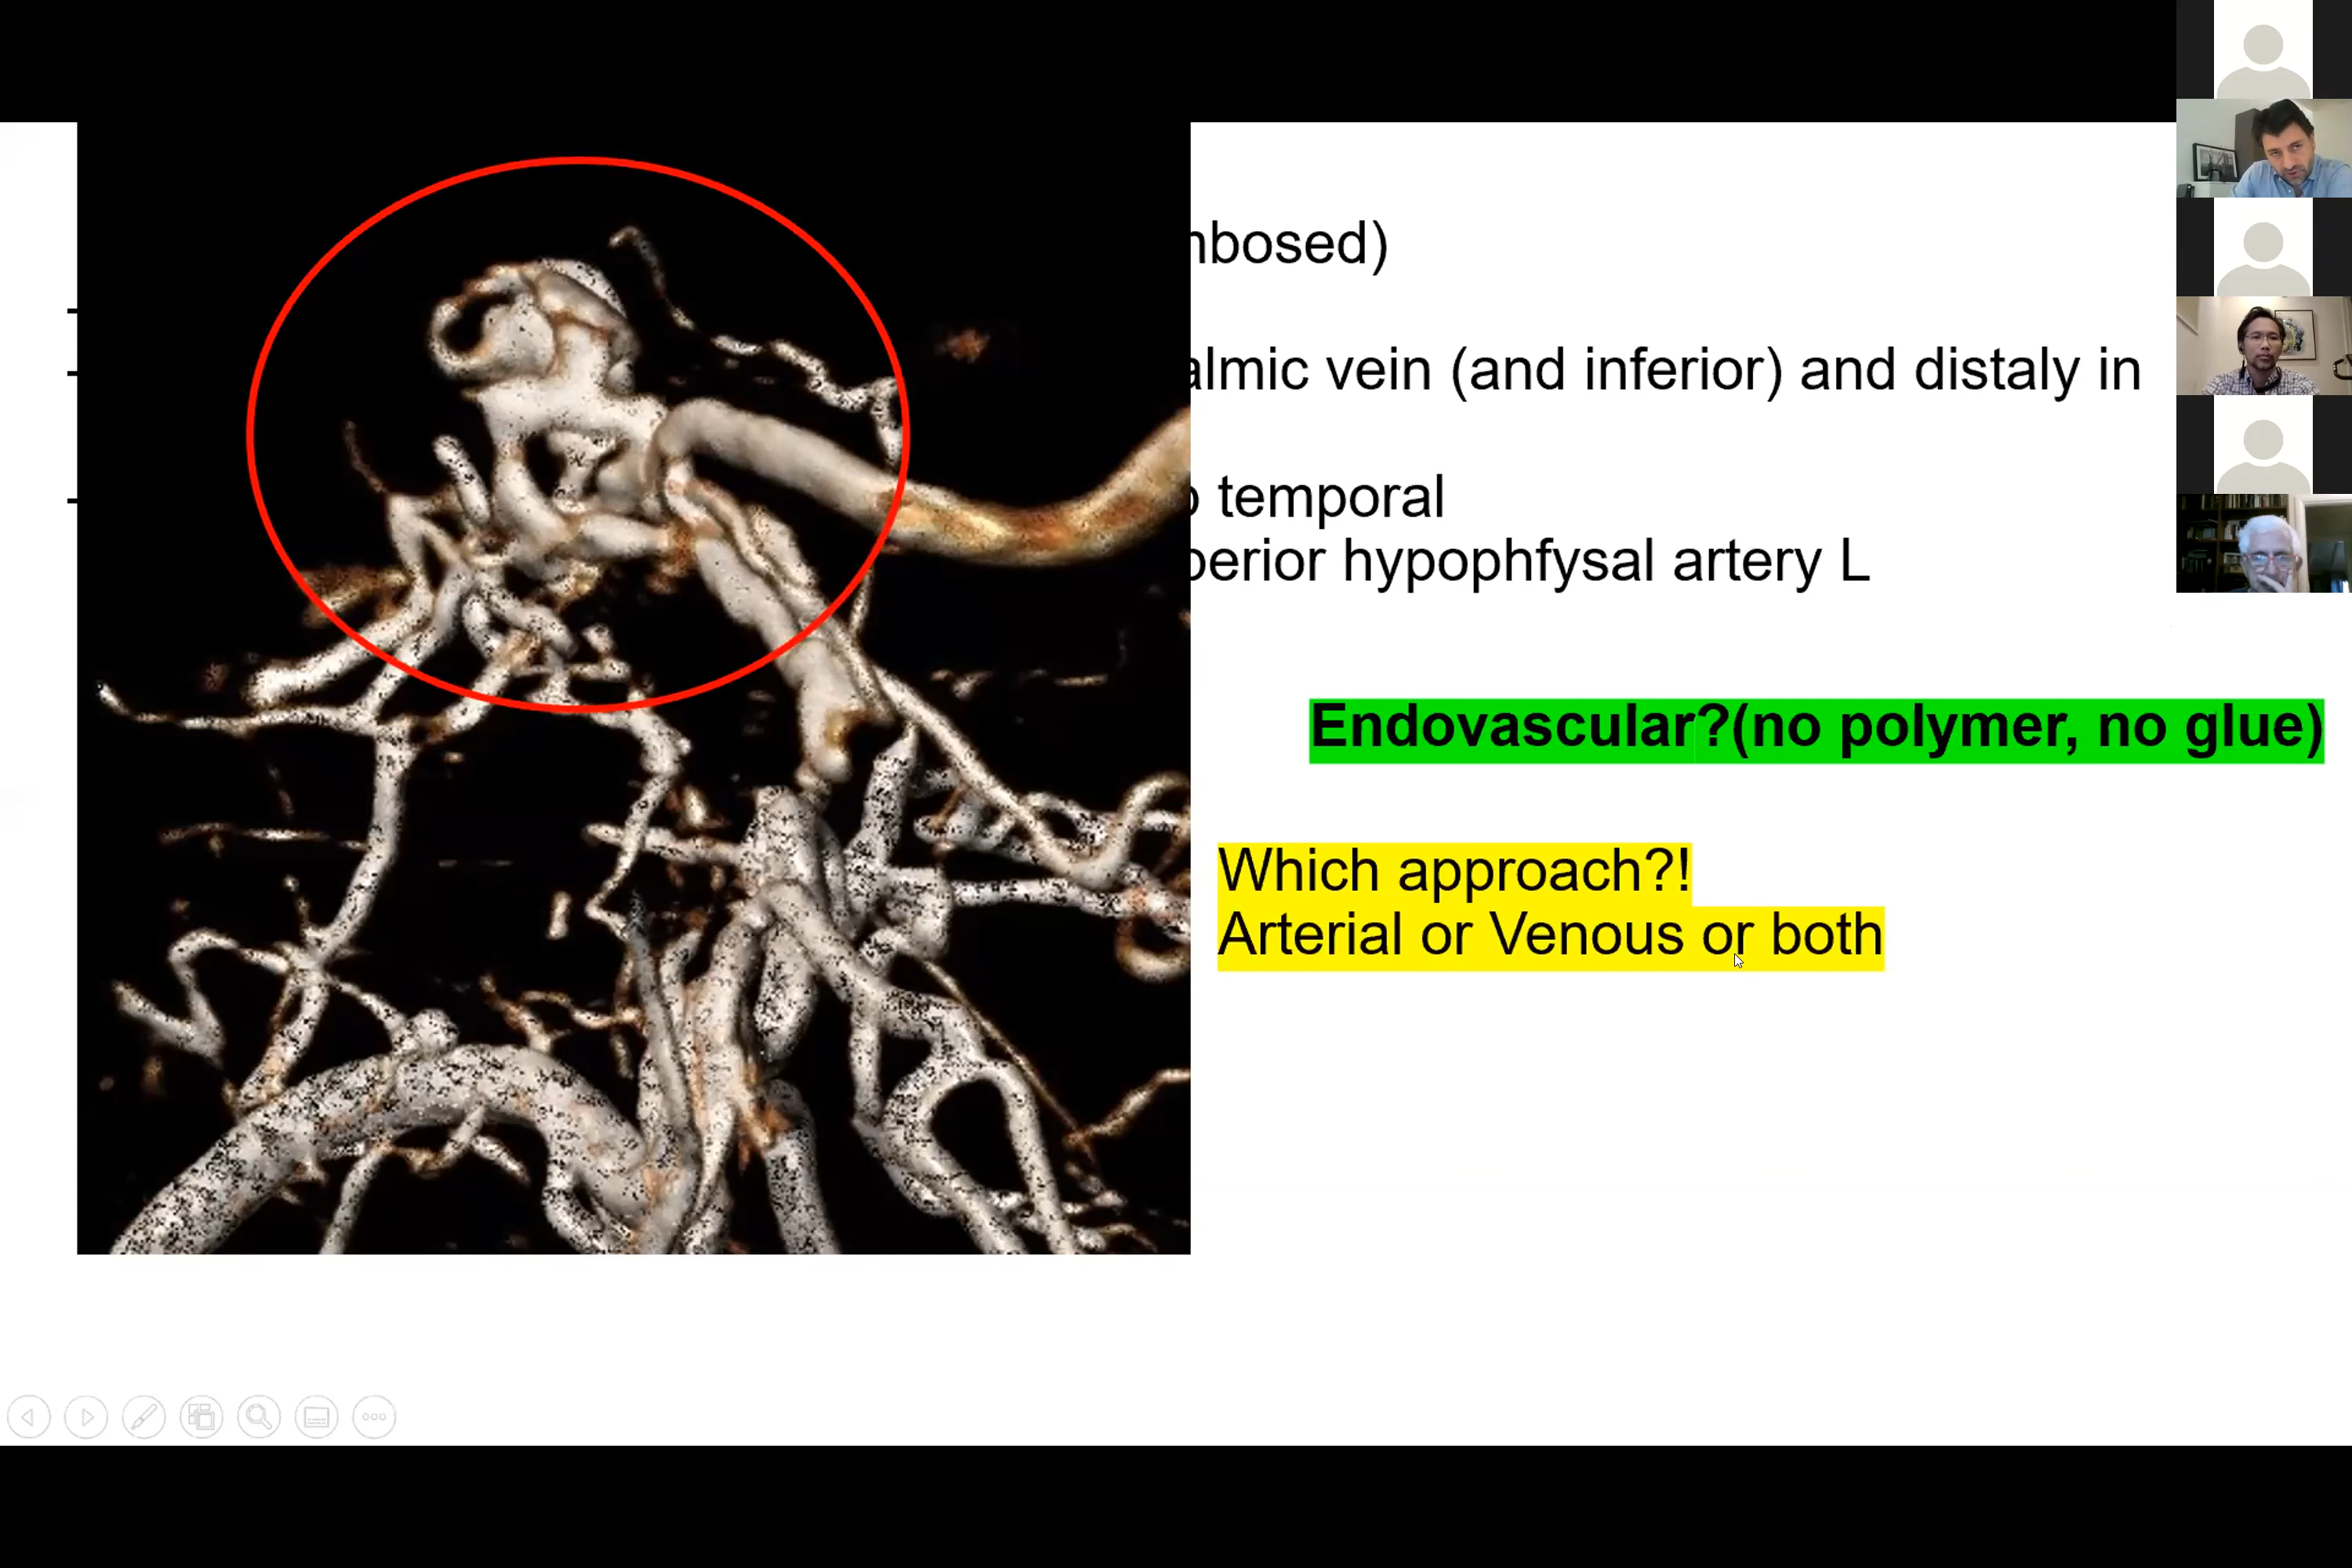 mbosed)
almic vein (and inferior) and distaly in
temporal
perior hypophfysal artery L
Endovascular?(no polymer, no glue)
Which approach?!
Arterial or Venous or both